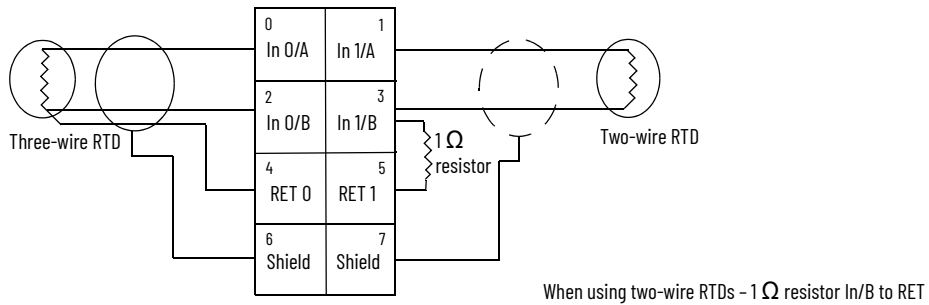 0
1
In 0/A
In 1/A
2
3
In 0/B
In 1/B
Three-wire RTD
Two-wire RTD
1 Ω
resistor
4
5
RET 0
RET 1
6
7
Shield
Shield
When using two-wire RTDs – 1 Ω resistor In/B to RET